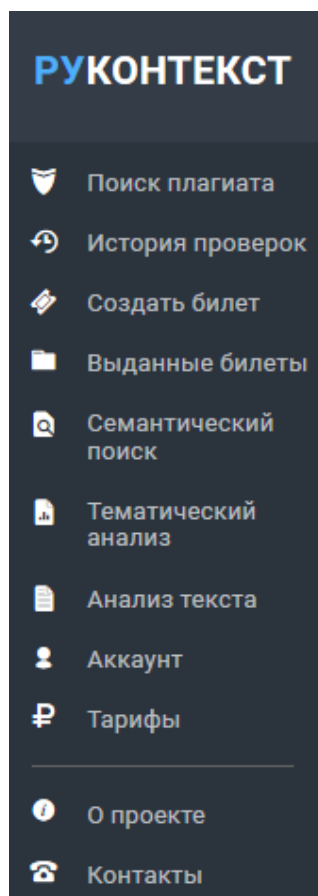 РУКОНТЕКСТ
Поиск плагиата
История проверок
Создать билет
Выданные билеты
Семантический
поиск
Тематический
анализ
Анализ текста
Аккаунт
Тарифы
О проекте
Контакты